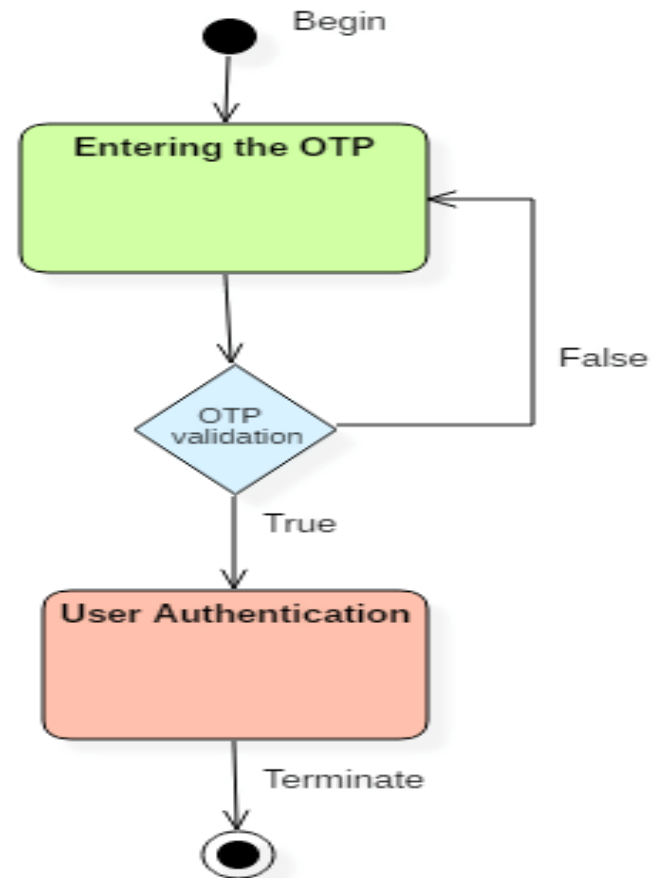 Begin
Entering the OTP
False
OTP
validation
True
User Authentication
Terminate